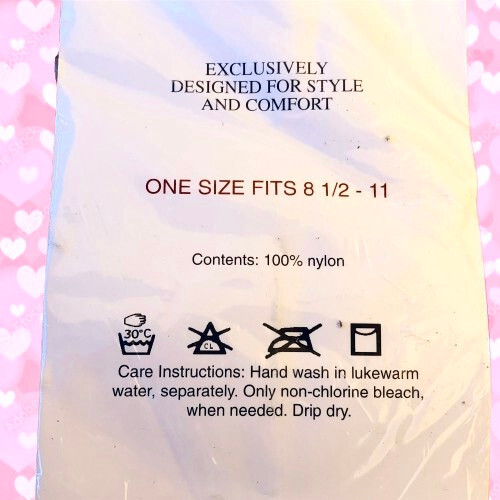 EXCLUSIVELY
DESIGNED FOR STYLE
AND COMFORT
ONE SIZE FITS 8 1/2 - 11
Contents: 100% nylon
30°C
CL
Care Instructions: Hand wash in lukewarm
water, separately. Only non-chlorine bleach,
when needed. Drip dry.